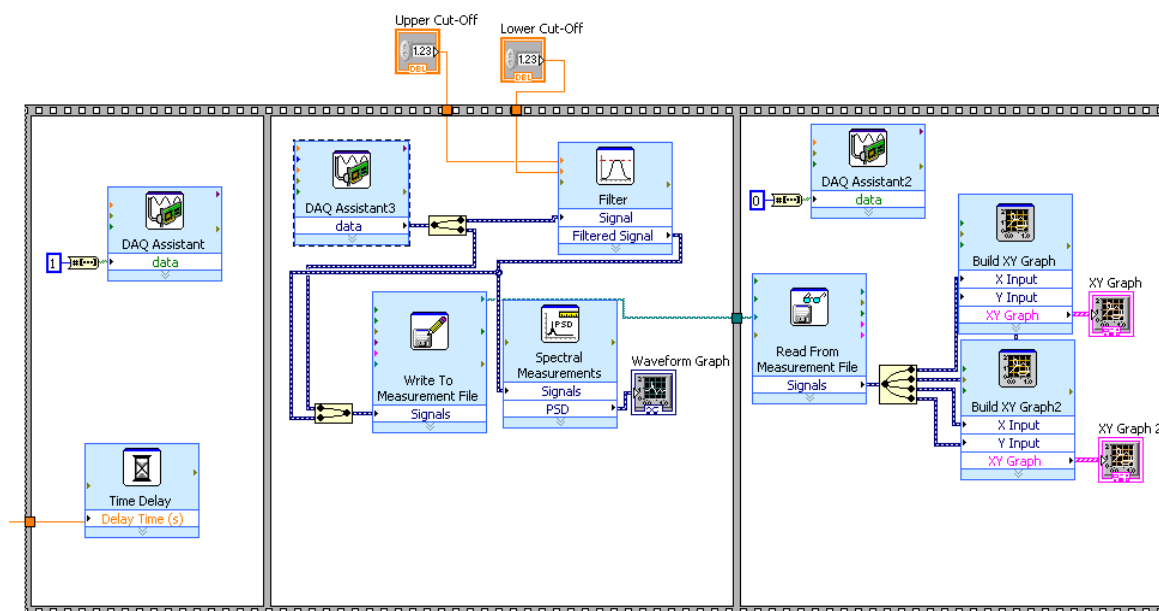 Upper Cut-Off
1.23
DBL
Lower Cut-Off
1.23
DBL
DAQ Assistant
data
1
#[...]
Time Delay
Delay Time (s)
DAQ Assistant3
data
Filter
Signal
Filtered Signal
Write To
Measurement File
Signals
PSD
Spectral
Measurements
Signals
PSD
Waveform Graph
DAQ Assistant2
data
0
#[...]
Read From
Measurement File
Signals
Build XY Graph
X Input
Y Input
XY Graph
XY Graph
Build XY Graph2
X Input
Y Input
XY Graph
XY Graph 2